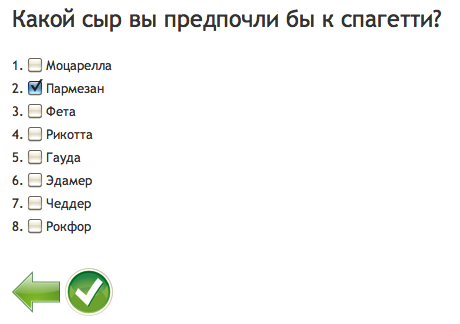 Какой сыр вы предпочли бы к спагетти?
1. Моцарелла
2. Пармезан
3. Фета
4. Рикотта
5. Гауда
6. Эдамер
7. Чеддер
8. Рокфор